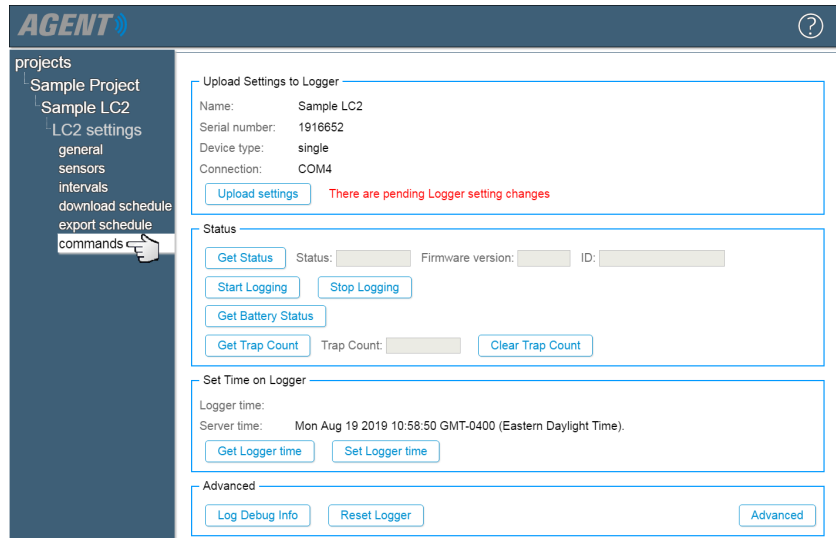 AGENT
?
projects
Sample Project
Sample LC2
LC2 settings
general
sensors
intervals
download schedule
export schedule
commands
Upload Settings to Logger
Name: Sample LC2
Serial number: 1916652
Device type: single
Connection: COM4
Upload settings There are pending Logger setting changes
Status
Get Status Status: Firmware version: ID:
Start Logging Stop Logging
Get Battery Status
Get Trap Count Trap Count: Clear Trap Count
Set Time on Logger
Logger time:
Server time: Mon Aug 19 2019 10:58:50 GMT-0400 (Eastern Daylight Time).
Get Logger time Set Logger time
Advanced
Log Debug Info Reset Logger Advanced